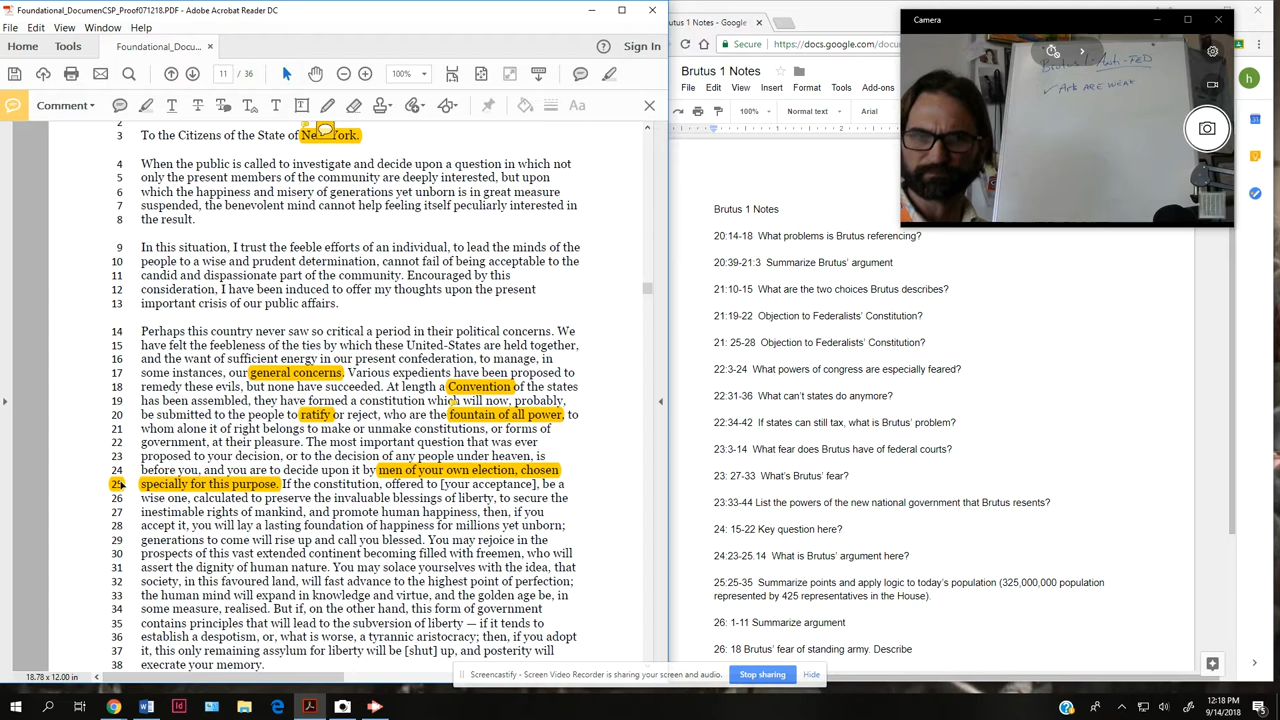 Foundational_DocumenCSP_Proof071218.PDF - Adobe Acrobat Reader DC
File Edit View Window Help
Home Tools Foundational_Docu... × Sign In
11 / 36 100%
Comment
3 To the Citizens of the State of New York.
4 When the public is called to investigate and decide upon a question in which not
5 only the present members of the community are deeply interested, but upon
6 which the happiness and misery of generations yet unborn is in great measure
7 suspended, the benevolent mind cannot help feeling itself peculiarly interested in
8 the result.
9 In this situation, I trust the feeble efforts of an individual, to lead the minds of the
10 people to a wise and prudent determination, cannot fail of being acceptable to the
11 candid and dispassionate part of the community. Encouraged by this
12 consideration, I have been induced to offer my thoughts upon the present
13 important crisis of our public affairs.
14 Perhaps this country never saw so critical a period in their political concerns. We
15 have felt the feebleness of the ties by which these United-States are held together,
16 and the want of sufficient energy in our present confederation, to manage, in
17 some instances, our general concerns. Various expedients have been proposed to
18 remedy these evils, but none have succeeded. At length a Convention of the states
19 has been assembled, they have formed a constitution which will now, probably,
20 be submitted to the people to ratify or reject, who are the fountain of all power, to
21 whom alone it of right belongs to make or unmake constitutions, or forms of
22 government, at their pleasure. The most important question that was ever
23 proposed to your decision, or to the decision of any people under heaven, is
24 before you, and you are to decide upon it by men of your own election, chosen
25 specially for this purpose. If the constitution, offered to [your acceptance], be a
26 wise one, calculated to preserve the invaluable blessings of liberty, to secure the
27 inestimable rights of mankind, and promote human happiness, then, if you
28 accept it, you will lay a lasting foundation of happiness for millions yet unborn;
29 generations to come will rise up and call you blessed. You may rejoice in the
30 prospects of this vast extended continent becoming filled with freemen, who will
31 assert the dignity of human nature. You may solace yourselves with the idea, that
32 society, in this favoured land, will fast advance to the highest point of perfection;
33 the human mind will expand in knowledge and virtue, and the golden age be, in
34 some measure, realised. But if, on the other hand, this form of government
35 contains principles that will lead to the subversion of liberty — if it tends to
36 establish a despotism, or, what is worse, a tyrannic aristocracy; then, if you adopt
37 it, this only remaining assylum for liberty will be [shut] up, and posterity will
38 execrate your memory.
18.78 x 12.00 in
Brutus 1 Notes - Google
Secure https://docs.google.com/docu
Brutus 1 Notes
File Edit View Insert Format Tools Add-ons
100% Normal text Arial
Camera
Brutus 1: Anti-FED
✓ Arts ARE WEAK
Brutus 1 Notes
20:14-18 What problems is Brutus referencing?
20:39-21:3 Summarize Brutus' argument
21:10-15 What are the two choices Brutus describes?
21:19-22 Objection to Federalists' Constitution?
21: 25-28 Objection to Federalists' Constitution?
22:3-24 What powers of congress are especially feared?
22:31-36 What can't states do anymore?
22:34-42 If states can still tax, what is Brutus' problem?
23:3-14 What fear does Brutus have of federal courts?
23: 27-33 What's Brutus' fear?
23:33-44 List the powers of the new national government that Brutus resents?
24: 15-22 Key question here?
24:23-25.14 What is Brutus' argument here?
25:25-35 Summarize points and apply logic to today's population (325,000,000 population
represented by 425 representatives in the House).
26: 1-11 Summarize argument
26: 18 Brutus' fear of standing army. Describe
h
Screencastify - Screen Video Recorder is sharing your screen and audio. Stop sharing Hide
12:18 PM
9/14/2018
5